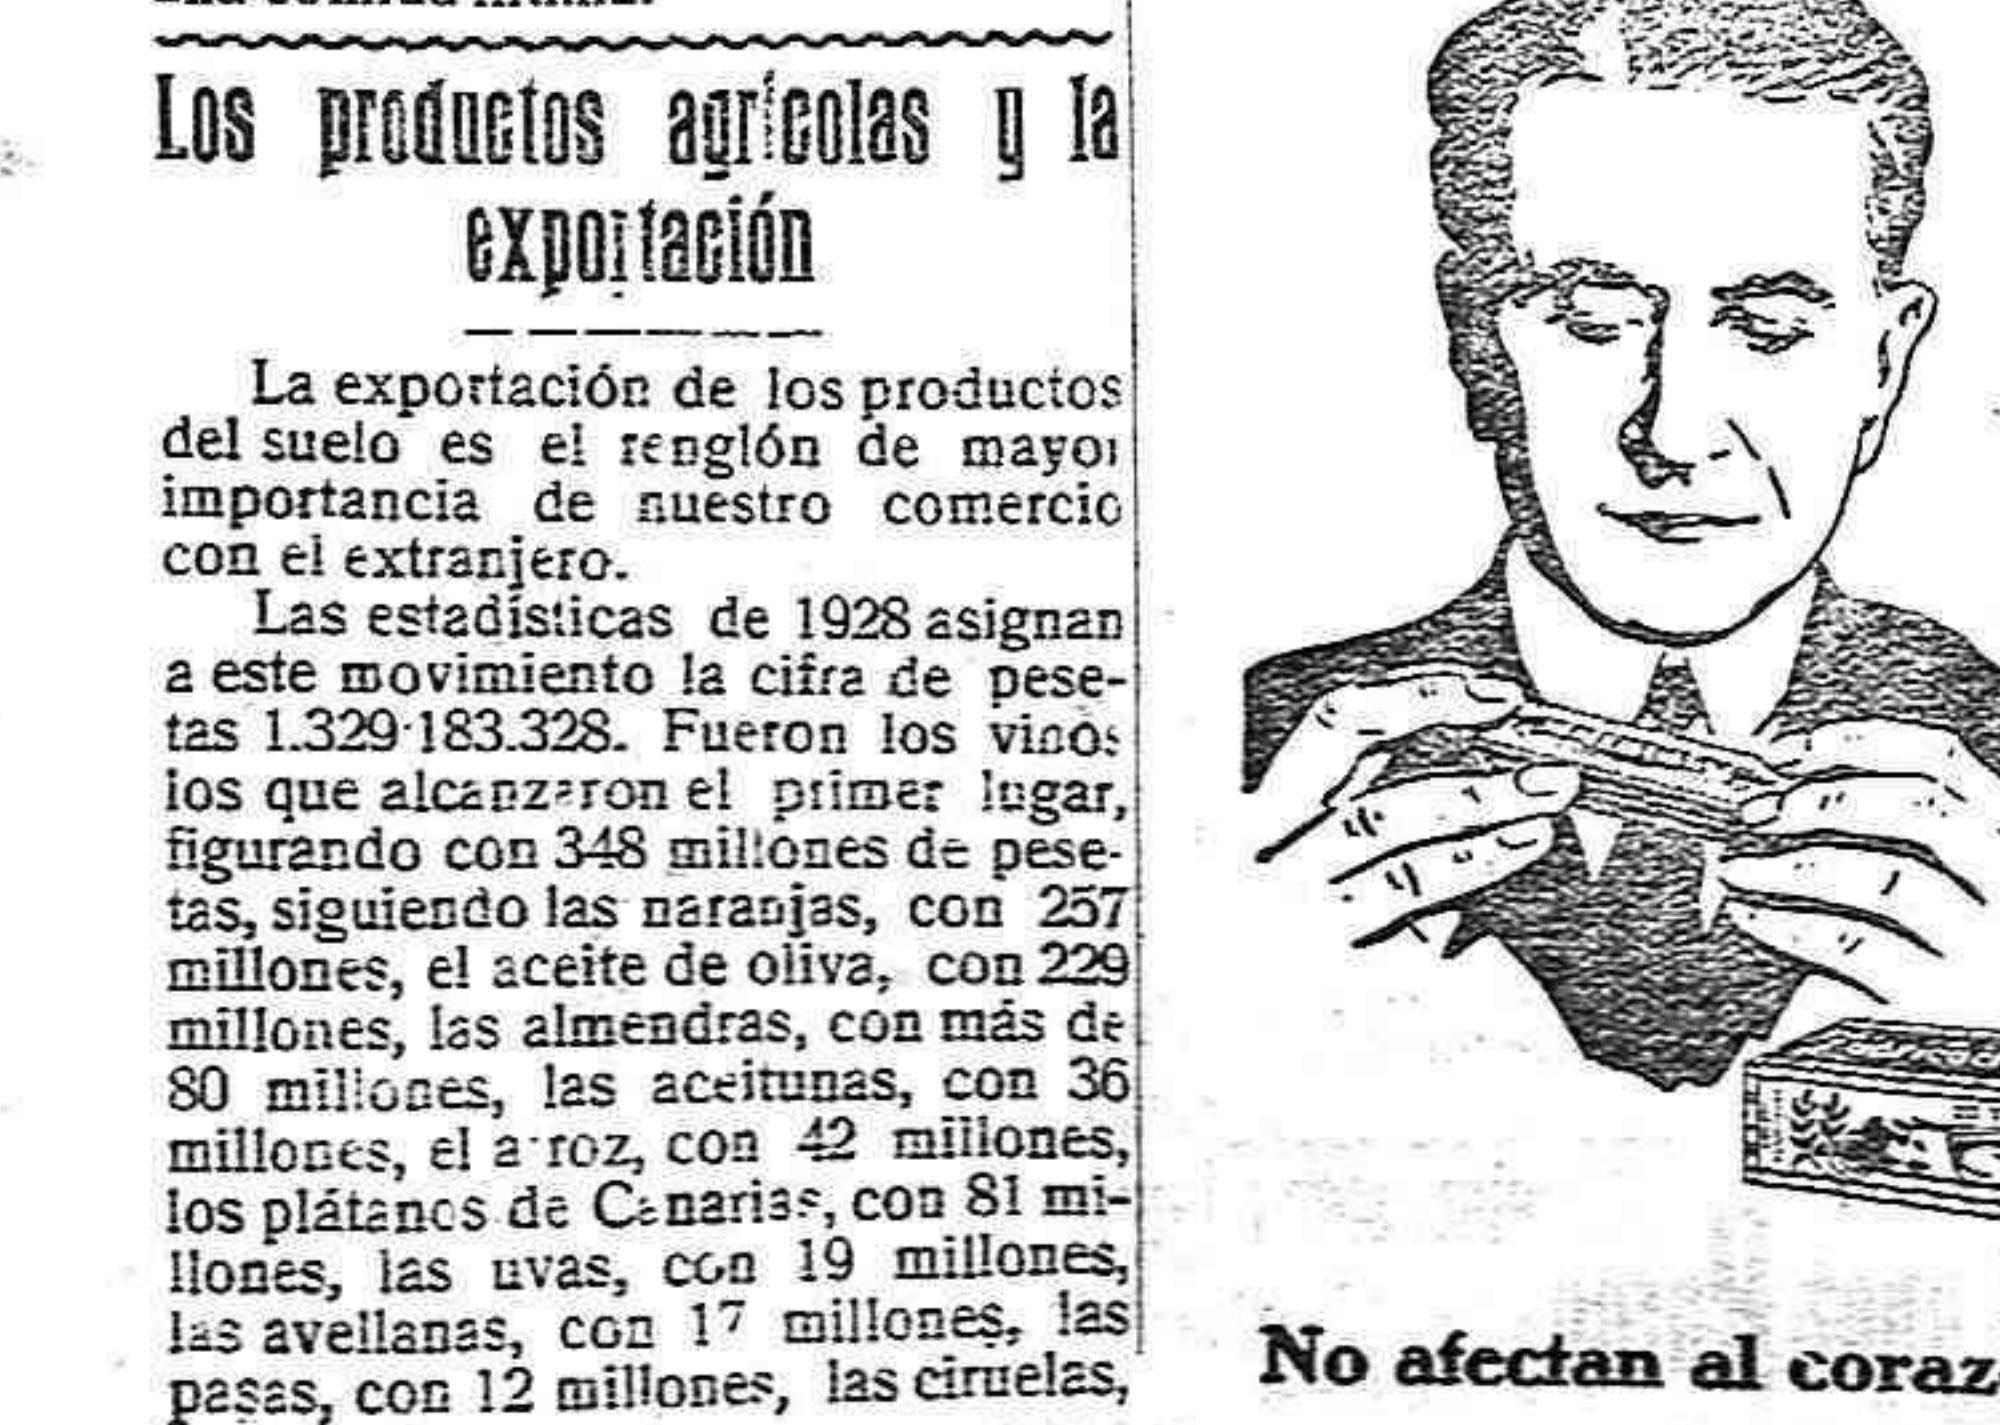 Los productos agrícolas y la
exportación
La exportación de los productos
del suelo es el renglón de mayor
importancia de nuestro comercio
con el extranjero.
Las estadísticas de 1928 asignan
a este movimiento la cifra de pese-
tas 1.329·183.328. Fueron los vinos
los que alcanzaron el primer lugar,
figurando con 348 millones de pese-
tas, siguiendo las naranjas, con 257
millones, el aceite de oliva, con 229
millones, las almendras, con más de
80 millones, las aceitunas, con 36
millones, el arroz, con 42 millones,
los plátanos de Canarias, con 81 mi-
llones, las uvas, con 19 millones,
las avellanas, con 17 millones, las
pasas, con 12 millones, las ciruelas,
No afectan al coraz